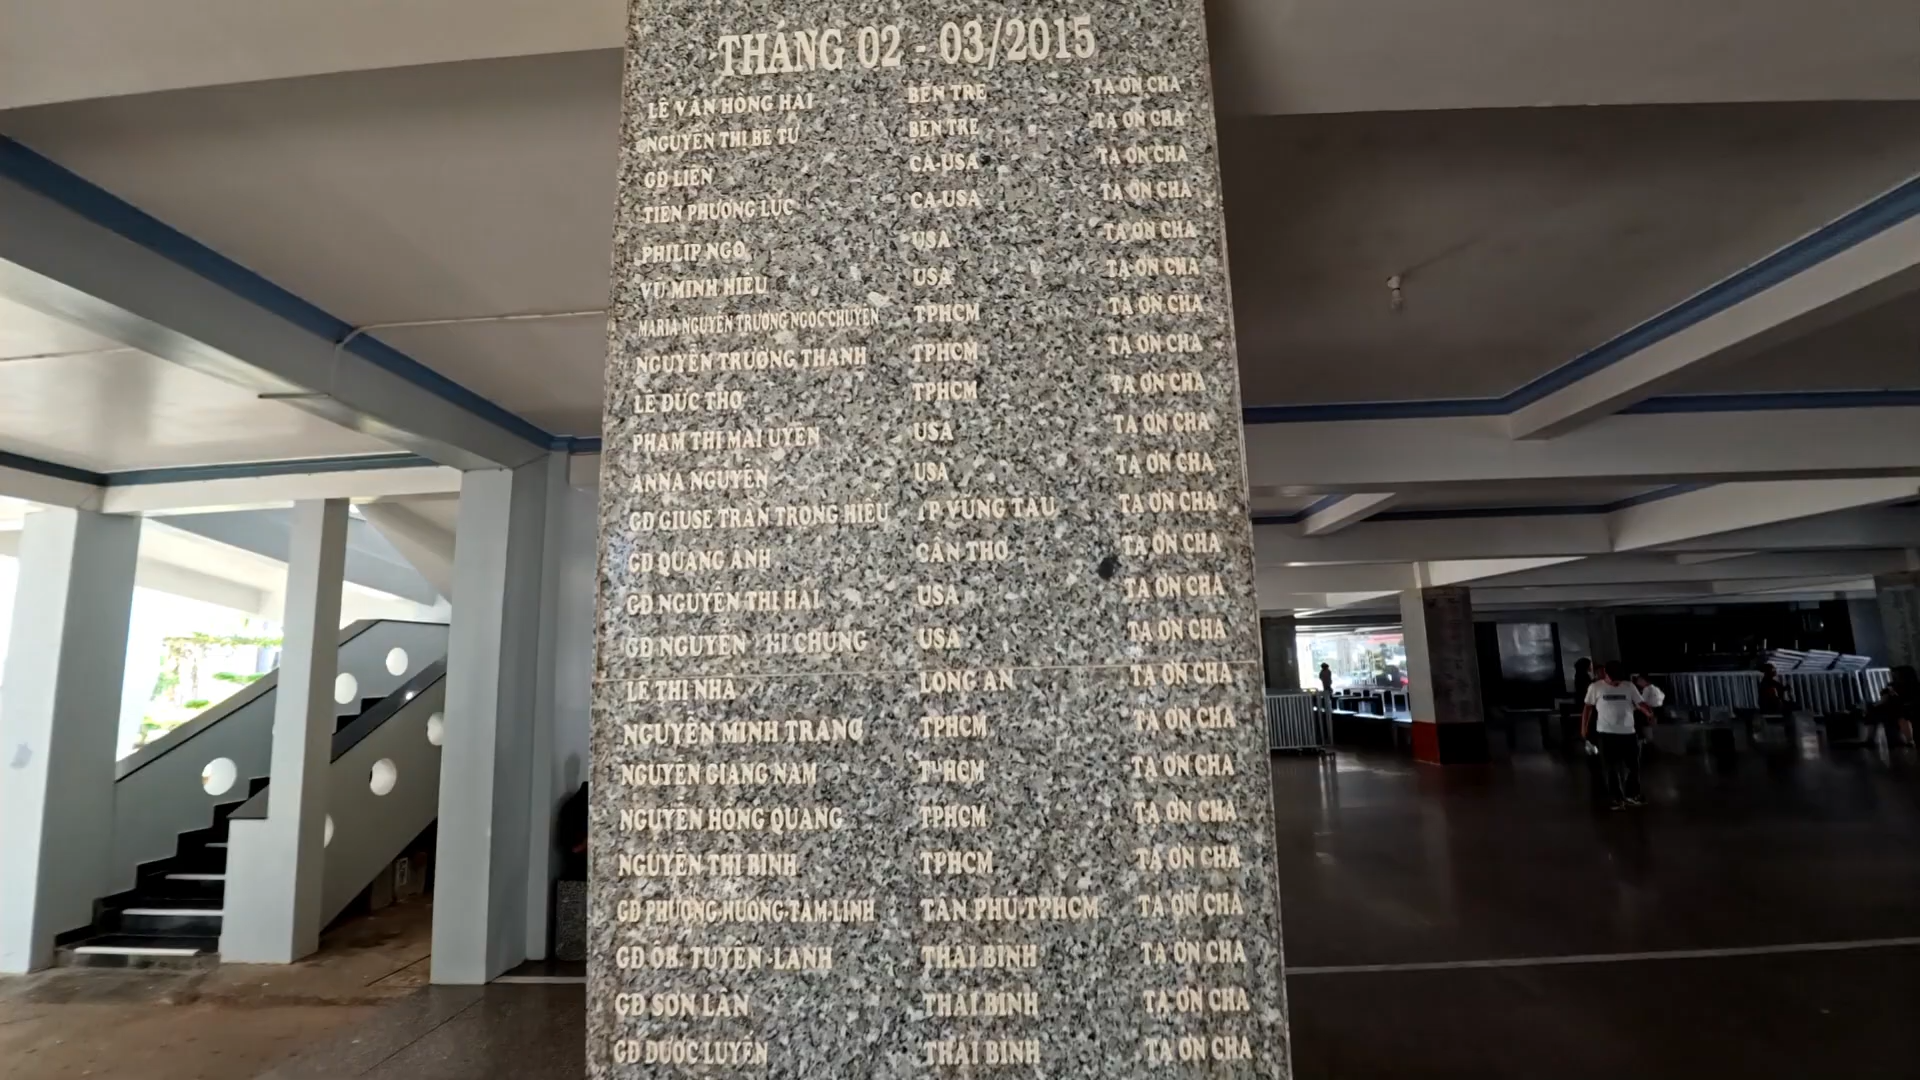 THÁNG 02 - 03/2015
LÊ VĂN HỒNG HẢI BẾN TRE TẠ ƠN CHA
NGUYỄN THỊ BÉ TƯ BẾN TRE TẠ ƠN CHA
GĐ LIÊN CA-USA TẠ ƠN CHA
TIÊN PHƯỚC LỘC CA-USA TẠ ƠN CHA
PHILIP NGO USA TẠ ƠN CHA
VŨ MINH HIẾU USA TẠ ƠN CHA
MARIA NGUYỄN TRƯƠNG NGỌC CHUYÊN TPHCM TẠ ƠN CHA
NGUYỄN TRƯỜNG THANH TPHCM TẠ ƠN CHA
LÊ ĐỨC THỌ TPHCM TẠ ƠN CHA
PHẠM THỊ MAI UYÊN USA TẠ ƠN CHA
ANNA NGUYỄN USA TẠ ƠN CHA
GĐ GIUSE TRẦN TRỌNG HIẾU TP VŨNG TÀU TẠ ƠN CHA
GĐ QUANG ÁNH CẦN THƠ TẠ ƠN CHA
GĐ NGUYỄN THỊ HẢI USA TẠ ƠN CHA
GĐ NGUYỄN HI CHUNG USA TẠ ƠN CHA
LÊ THỊ NHÃ LONG AN TẠ ƠN CHA
NGUYỄN MINH TRANG TPHCM TẠ ƠN CHA
NGUYỄN GIANG NAM TPHCM TẠ ƠN CHA
NGUYỄN HỒNG QUANG TPHCM TẠ ƠN CHA
NGUYỄN THỊ BÌNH TPHCM TẠ ƠN CHA
GĐ PHƯỢNG-HƯƠNG-TÂM-LINH TÂN PHÚ-TPHCM TẠ ƠN CHA
GĐ ÔB. TUYÊN-LANH THÁI BÌNH TẠ ƠN CHA
GĐ SƠN LÂN THÁI BÌNH TẠ ƠN CHA
GĐ ĐƯỢC LUYẾN THÁI BÌNH TẠ ƠN CHA